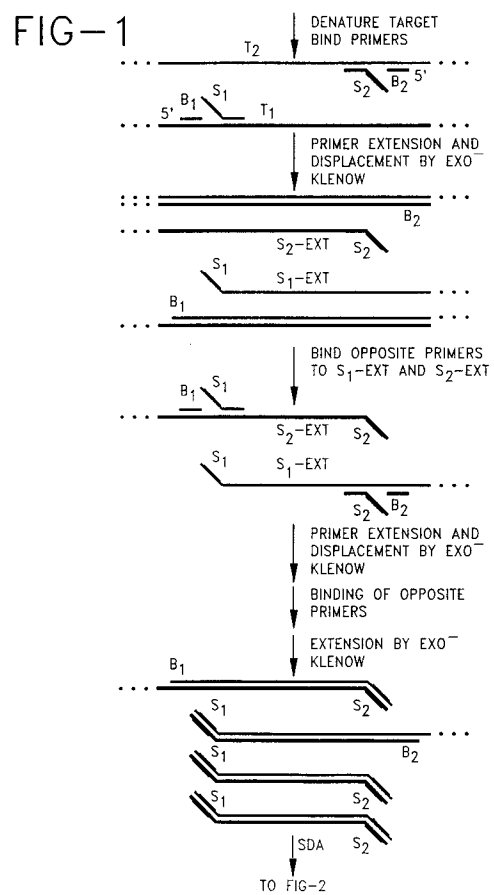 FIG-1
DENATURE TARGET
BIND PRIMERS
T2
S2 B2 5'
5' B1 S1 T1
PRIMER EXTENSION AND
DISPLACEMENT BY EXO⁻
KLENOW
B2
S2-EXT S2
S1 S1-EXT
B1
BIND OPPOSITE PRIMERS
TO S1-EXT AND S2-EXT
B1 S1
S2-EXT S2
S1 S1-EXT
S2 B2
PRIMER EXTENSION AND
DISPLACEMENT BY EXO⁻
KLENOW
BINDING OF OPPOSITE
PRIMERS
EXTENSION BY EXO⁻
KLENOW
B1
S1 S2
S1 B2
S1 S2
S2
SDA
TO FIG-2